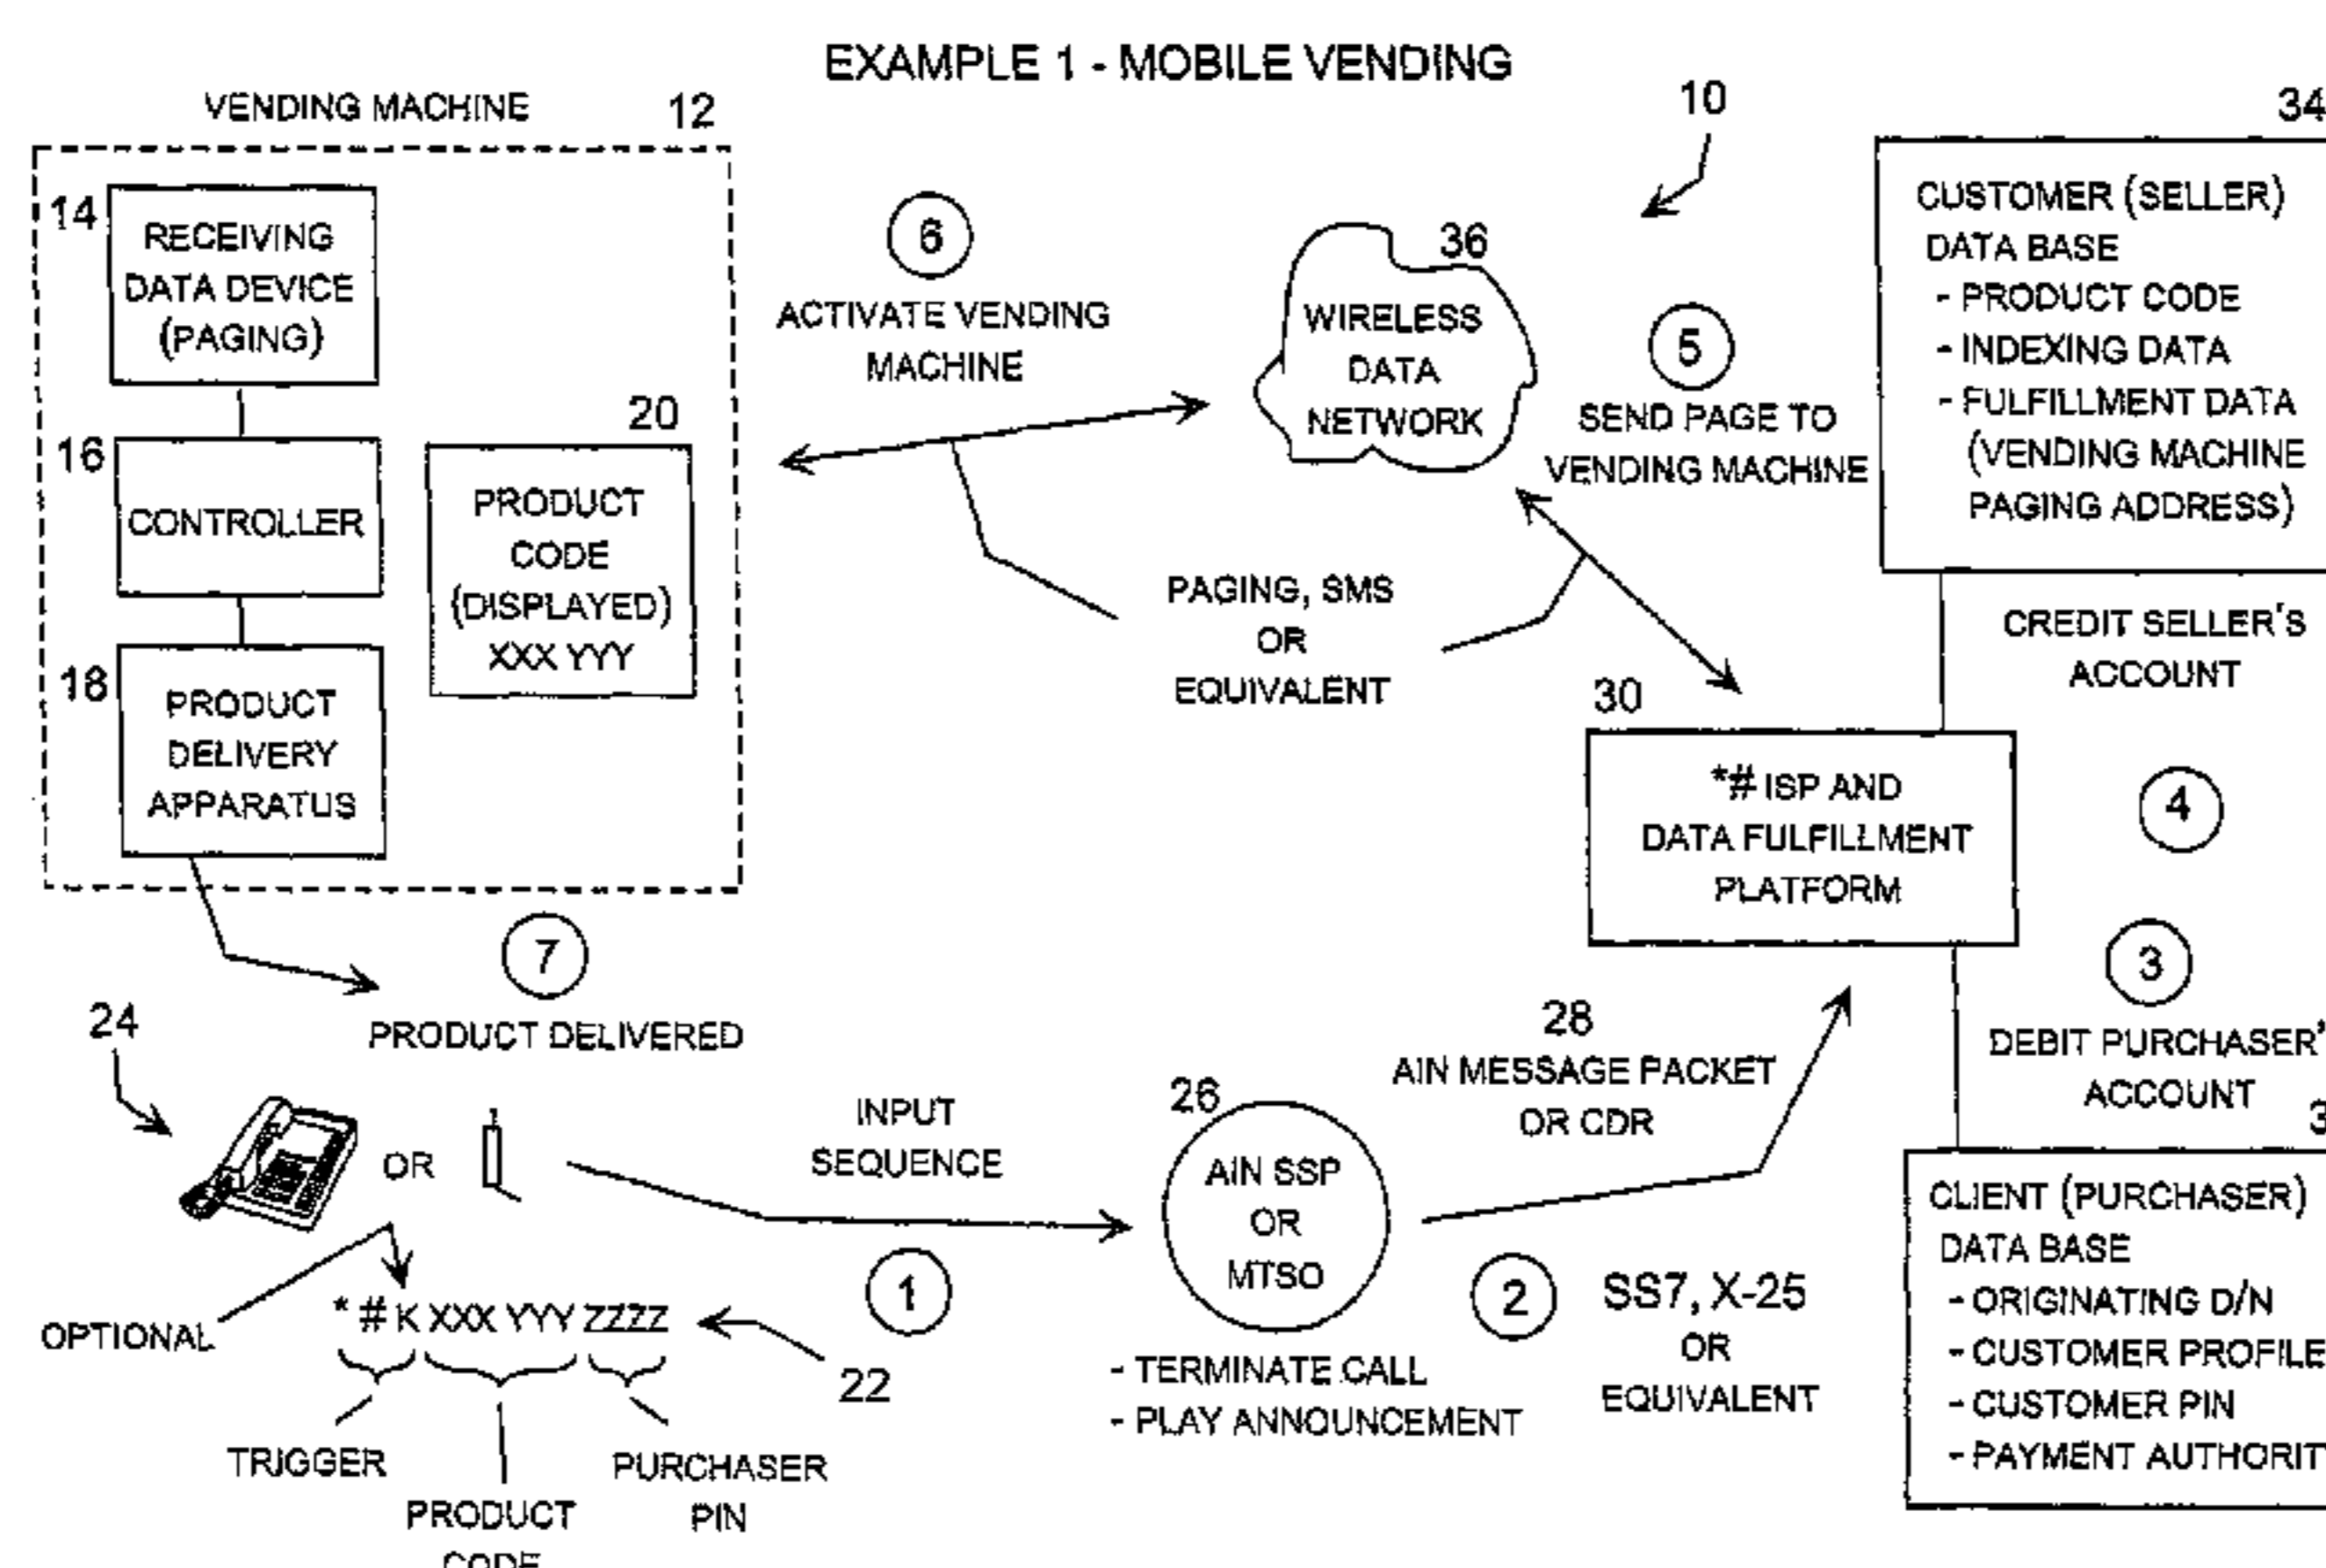 EXAMPLE 1 - MOBILE VENDING
VENDING MACHINE
12
14
RECEIVING
DATA DEVICE
(PAGING)
16
CONTROLLER
18
PRODUCT
DELIVERY
APPARATUS
20
PRODUCT
CODE
(DISPLAYED)
XXX YYY
6
ACTIVATE VENDING
MACHINE
36
WIRELESS
DATA
NETWORK
10
5
SEND PAGE TO
VENDING MACHINE
PAGING, SMS
OR
EQUIVALENT
34
CUSTOMER (SELLER)
DATA BASE
- PRODUCT CODE
- INDEXING DATA
- FULFILLMENT DATA
(VENDING MACHINE
PAGING ADDRESS)
CREDIT SELLER'S
ACCOUNT
4
30
*# ISP AND
DATA FULFILLMENT
PLATFORM
3
DEBIT PURCHASER'
ACCOUNT
CLIENT (PURCHASER)
DATA BASE
- ORIGINATING D/N
- CUSTOMER PROFILE
- CUSTOMER PIN
- PAYMENT AUTHORITY
7
PRODUCT DELIVERED
24
OR
INPUT
SEQUENCE
1
26
AIN SSP
OR
MTSO
- TERMINATE CALL
- PLAY ANNOUNCEMENT
28
AIN MESSAGE PACKET
OR CDR
2
SS7, X-25
OR
EQUIVALENT
OPTIONAL
* # K XXX YYY ZZZZ
22
TRIGGER
PRODUCT
CODE
PURCHASER
PIN